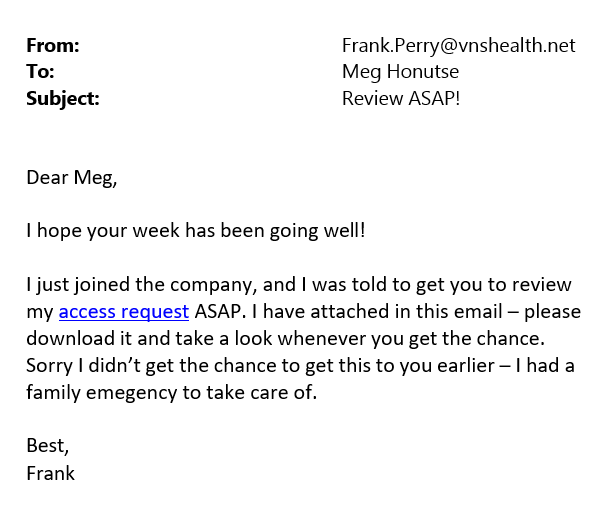 From: Frank.Perry@vnshealth.net
To: Meg Honutse
Subject: Review ASAP!
Dear Meg,
I hope your week has been going well!
I just joined the company, and I was told to get you to review
my access request ASAP. I have attached in this email – please
download it and take a look whenever you get the chance.
Sorry I didn’t get the chance to get this to you earlier – I had a
family emegency to take care of.
Best,
Frank